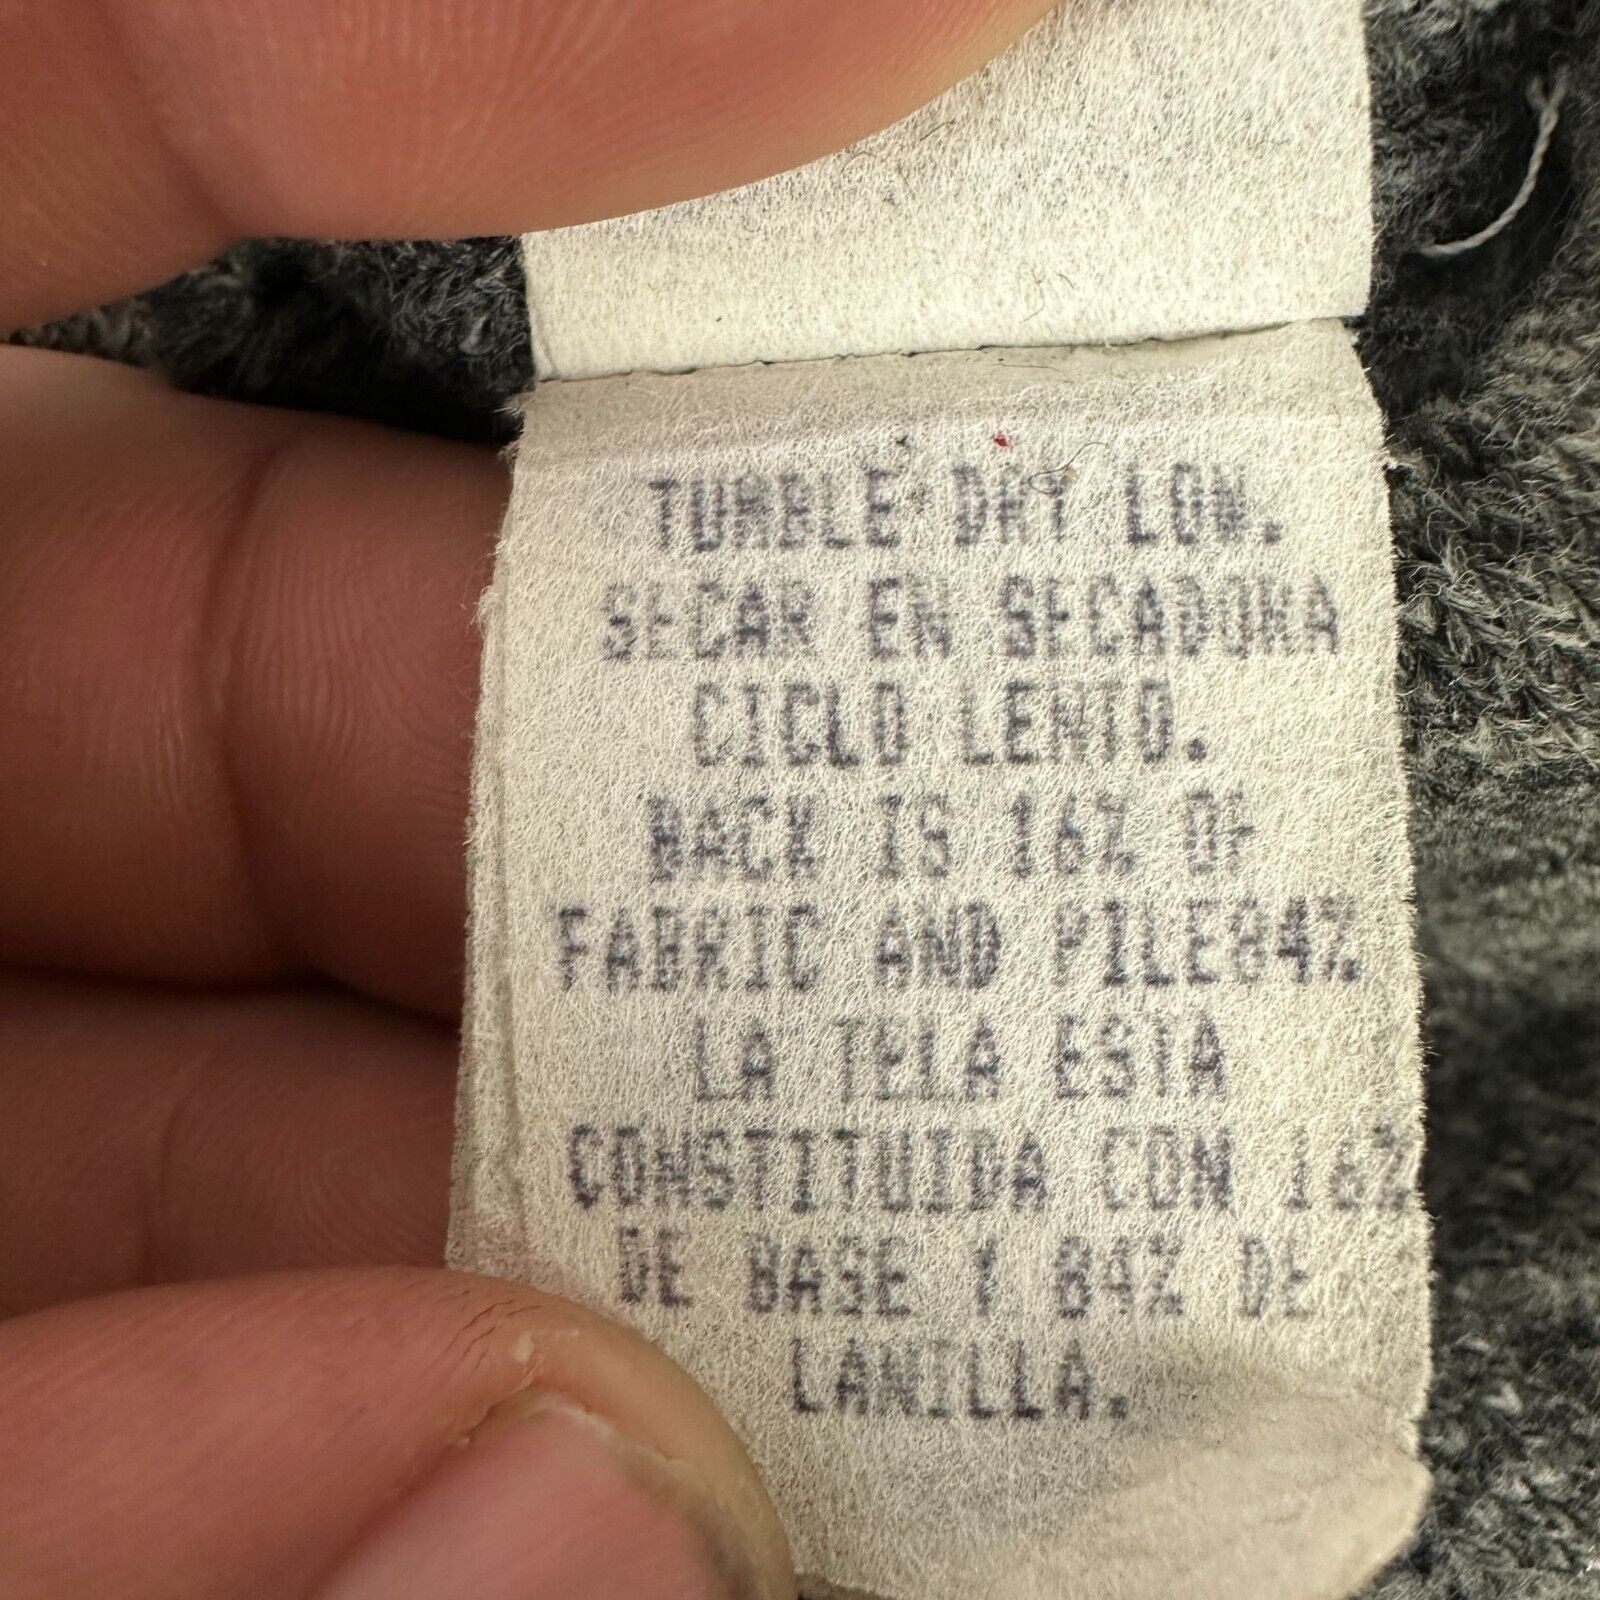 TUMBLE DRY LOW.
SECAR EN SECADORA
CICLO LENTO.
BACK IS 16% OF
FABRIC AND PILE84%
LA TELA ESTA
CONSTITUIDA CON 16%
DE BASE Y 84% DE
LANILLA.